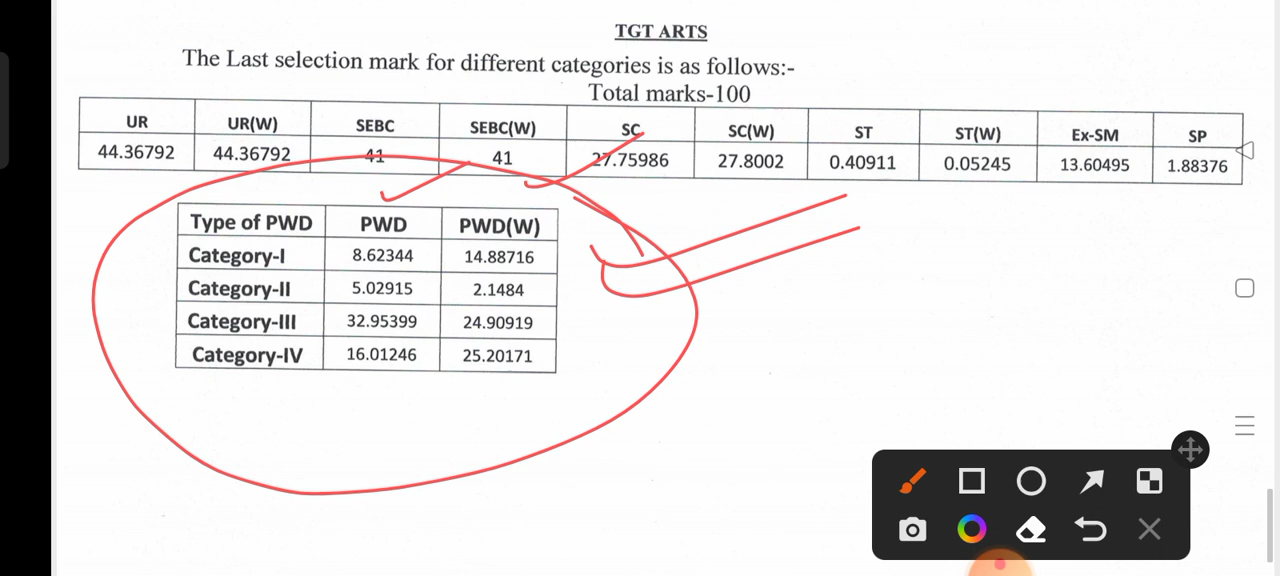 TGT ARTS
The Last selection mark for different categories is as follows:-
Total marks-100
UR UR(W) SEBC SEBC(W) SC SC(W) ST ST(W) Ex-SM SP
44.36792 44.36792 41 41 27.75986 27.8002 0.40911 0.05245 13.60495 1.88376
Type of PWD PWD PWD(W)
Category-I 8.62344 14.88716
Category-II 5.02915 2.1484
Category-III 32.95399 24.90919
Category-IV 16.01246 25.20171